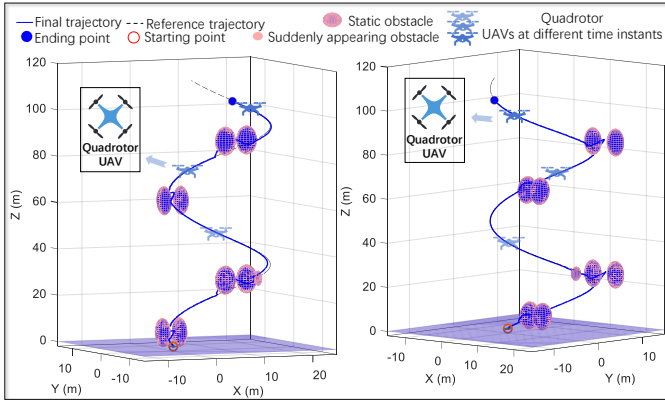 Final trajectory
Reference trajectory
Static obstacle
Quadrotor
Ending point
Starting point
Suddenly appearing obstacle
UAVs at different time instants
120
100
80
60
40
20
0
Z (m)
Quadrotor
UAV
10
0
-10
Y (m)
-10
0
10
20
X (m)
120
100
80
60
40
20
0
Z (m)
Quadrotor
UAV
-10
0
10
20
X (m)
-10
0
10
Y (m)